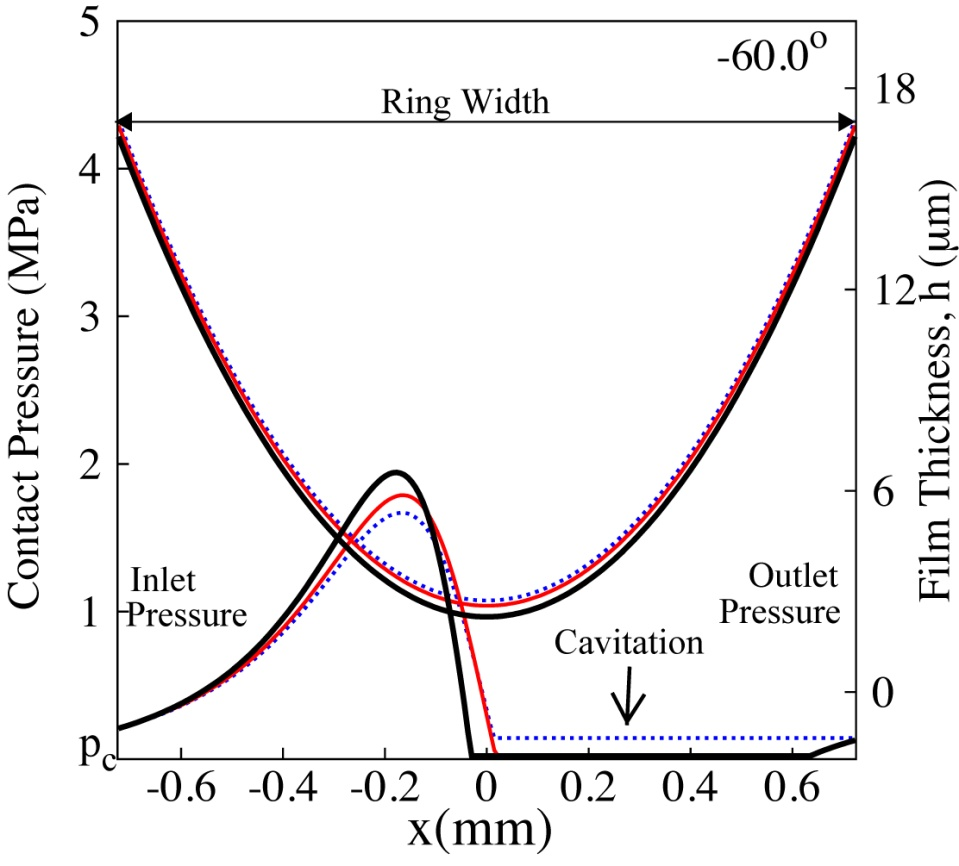 5
-60.0°
18
Ring Width
4
12
3
2
6
Inlet
Pressure
Outlet
Pressure
1
Cavitation
0
p_c
-0.6 -0.4 -0.2 0 0.2 0.4 0.6
x(mm)
Contact Pressure (MPa)
Film Thickness, h (μm)